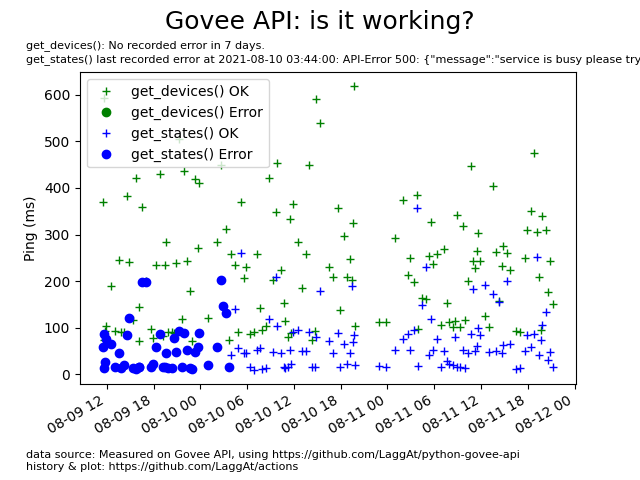 Govee API: is it working?
get_devices(): No recorded error in 7 days.
get_states() last recorded error at 2021-08-10 03:44:00: API-Error 500: {"message":"service is busy please try
get_devices() OK
get_devices() Error
get_states() OK
get_states() Error
Ping (ms)
600
500
400
300
200
100
0
08-09 12
08-09 18
08-10 00
08-10 06
08-10 12
08-10 18
08-11 00
08-11 06
08-11 12
08-11 18
08-12 00
data source: Measured on Govee API, using https://github.com/LaggAt/python-govee-api
history & plot: https://github.com/LaggAt/actions